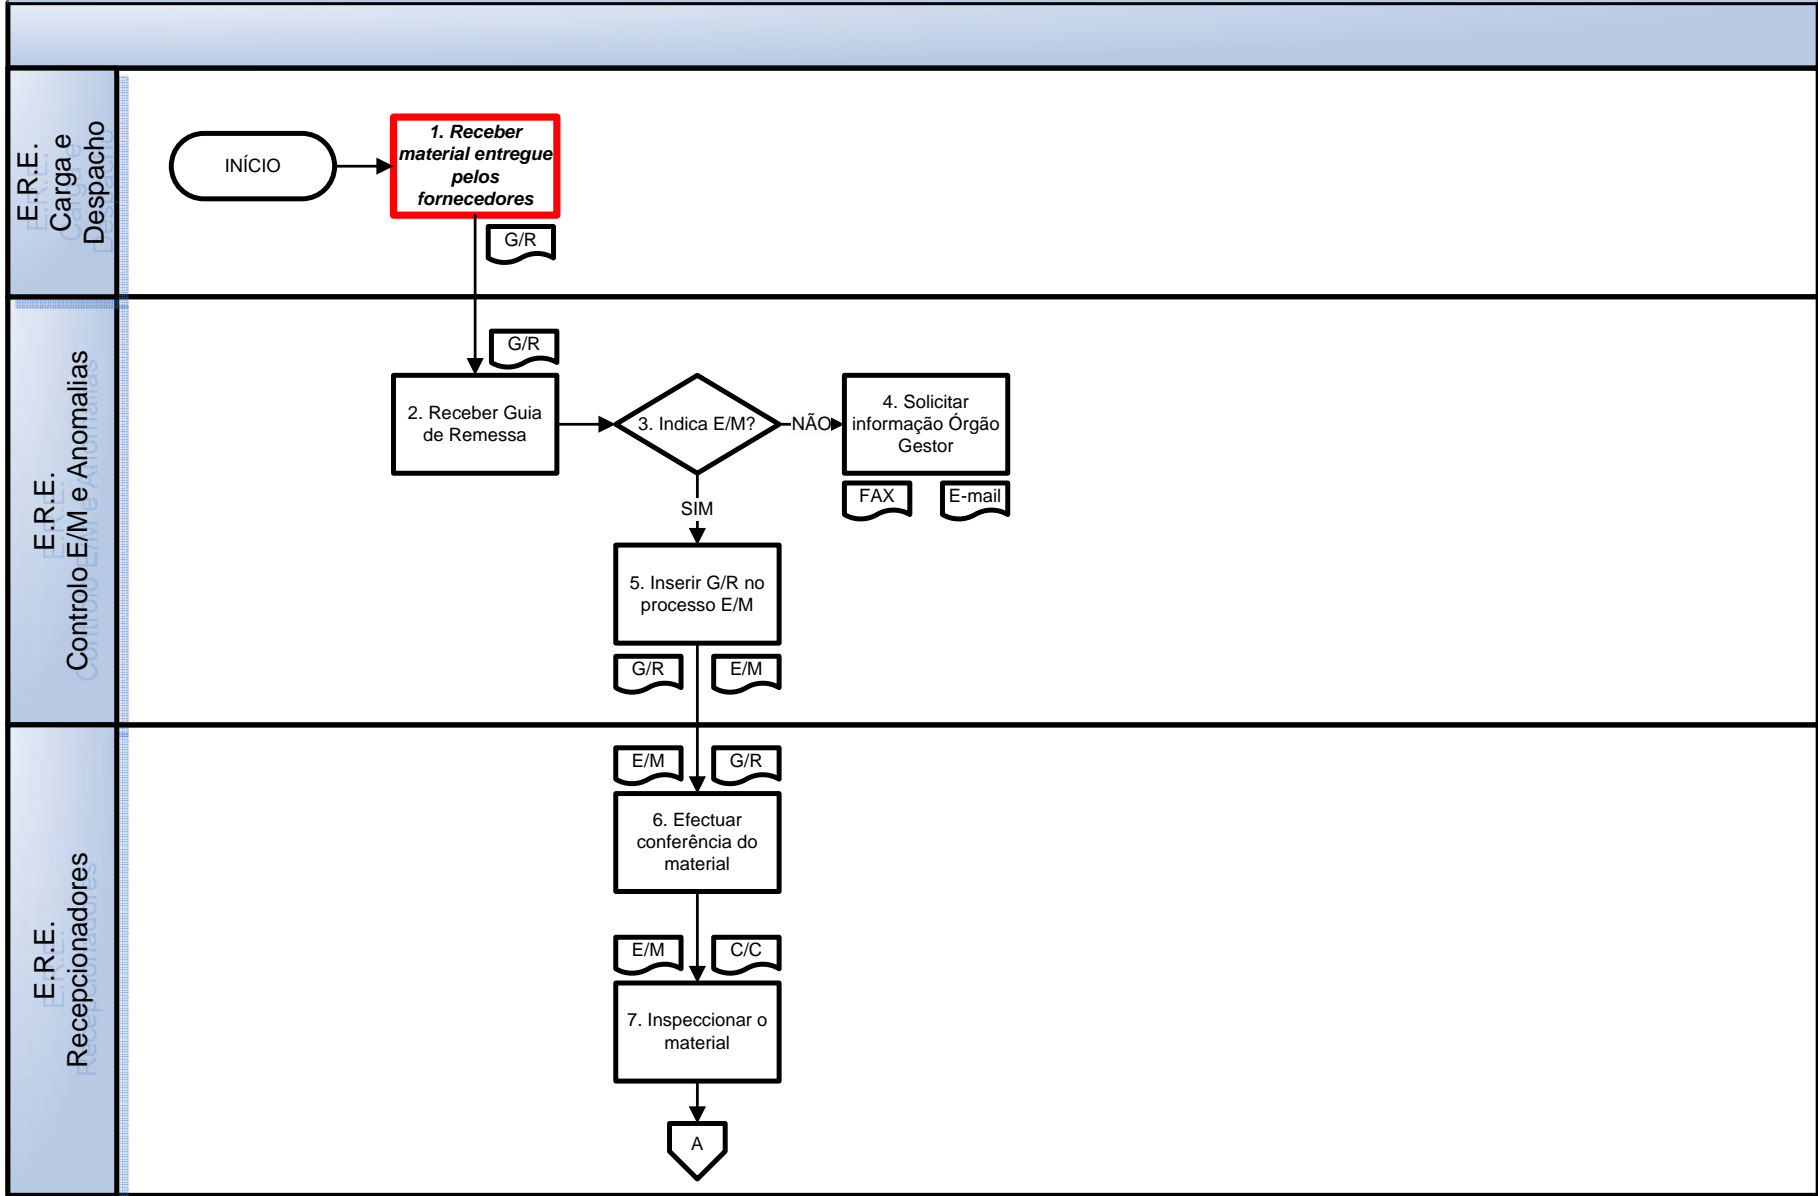 E.R.E.
Carga e
Despacho
INÍCIO
1. Receber
material entregue
pelos
fornecedores
G/R
E.R.E.
Controlo E/M e Anomalias
G/R
2. Receber Guia
de Remessa
3. Indica E/M?
NÃO
4. Solicitar
informação Órgão
Gestor
FAX
E-mail
SIM
5. Inserir G/R no
processo E/M
G/R
E/M
E.R.E.
Recepcionadores
E/M
G/R
6. Efectuar
conferência do
material
E/M
C/C
7. Inspeccionar o
material
A